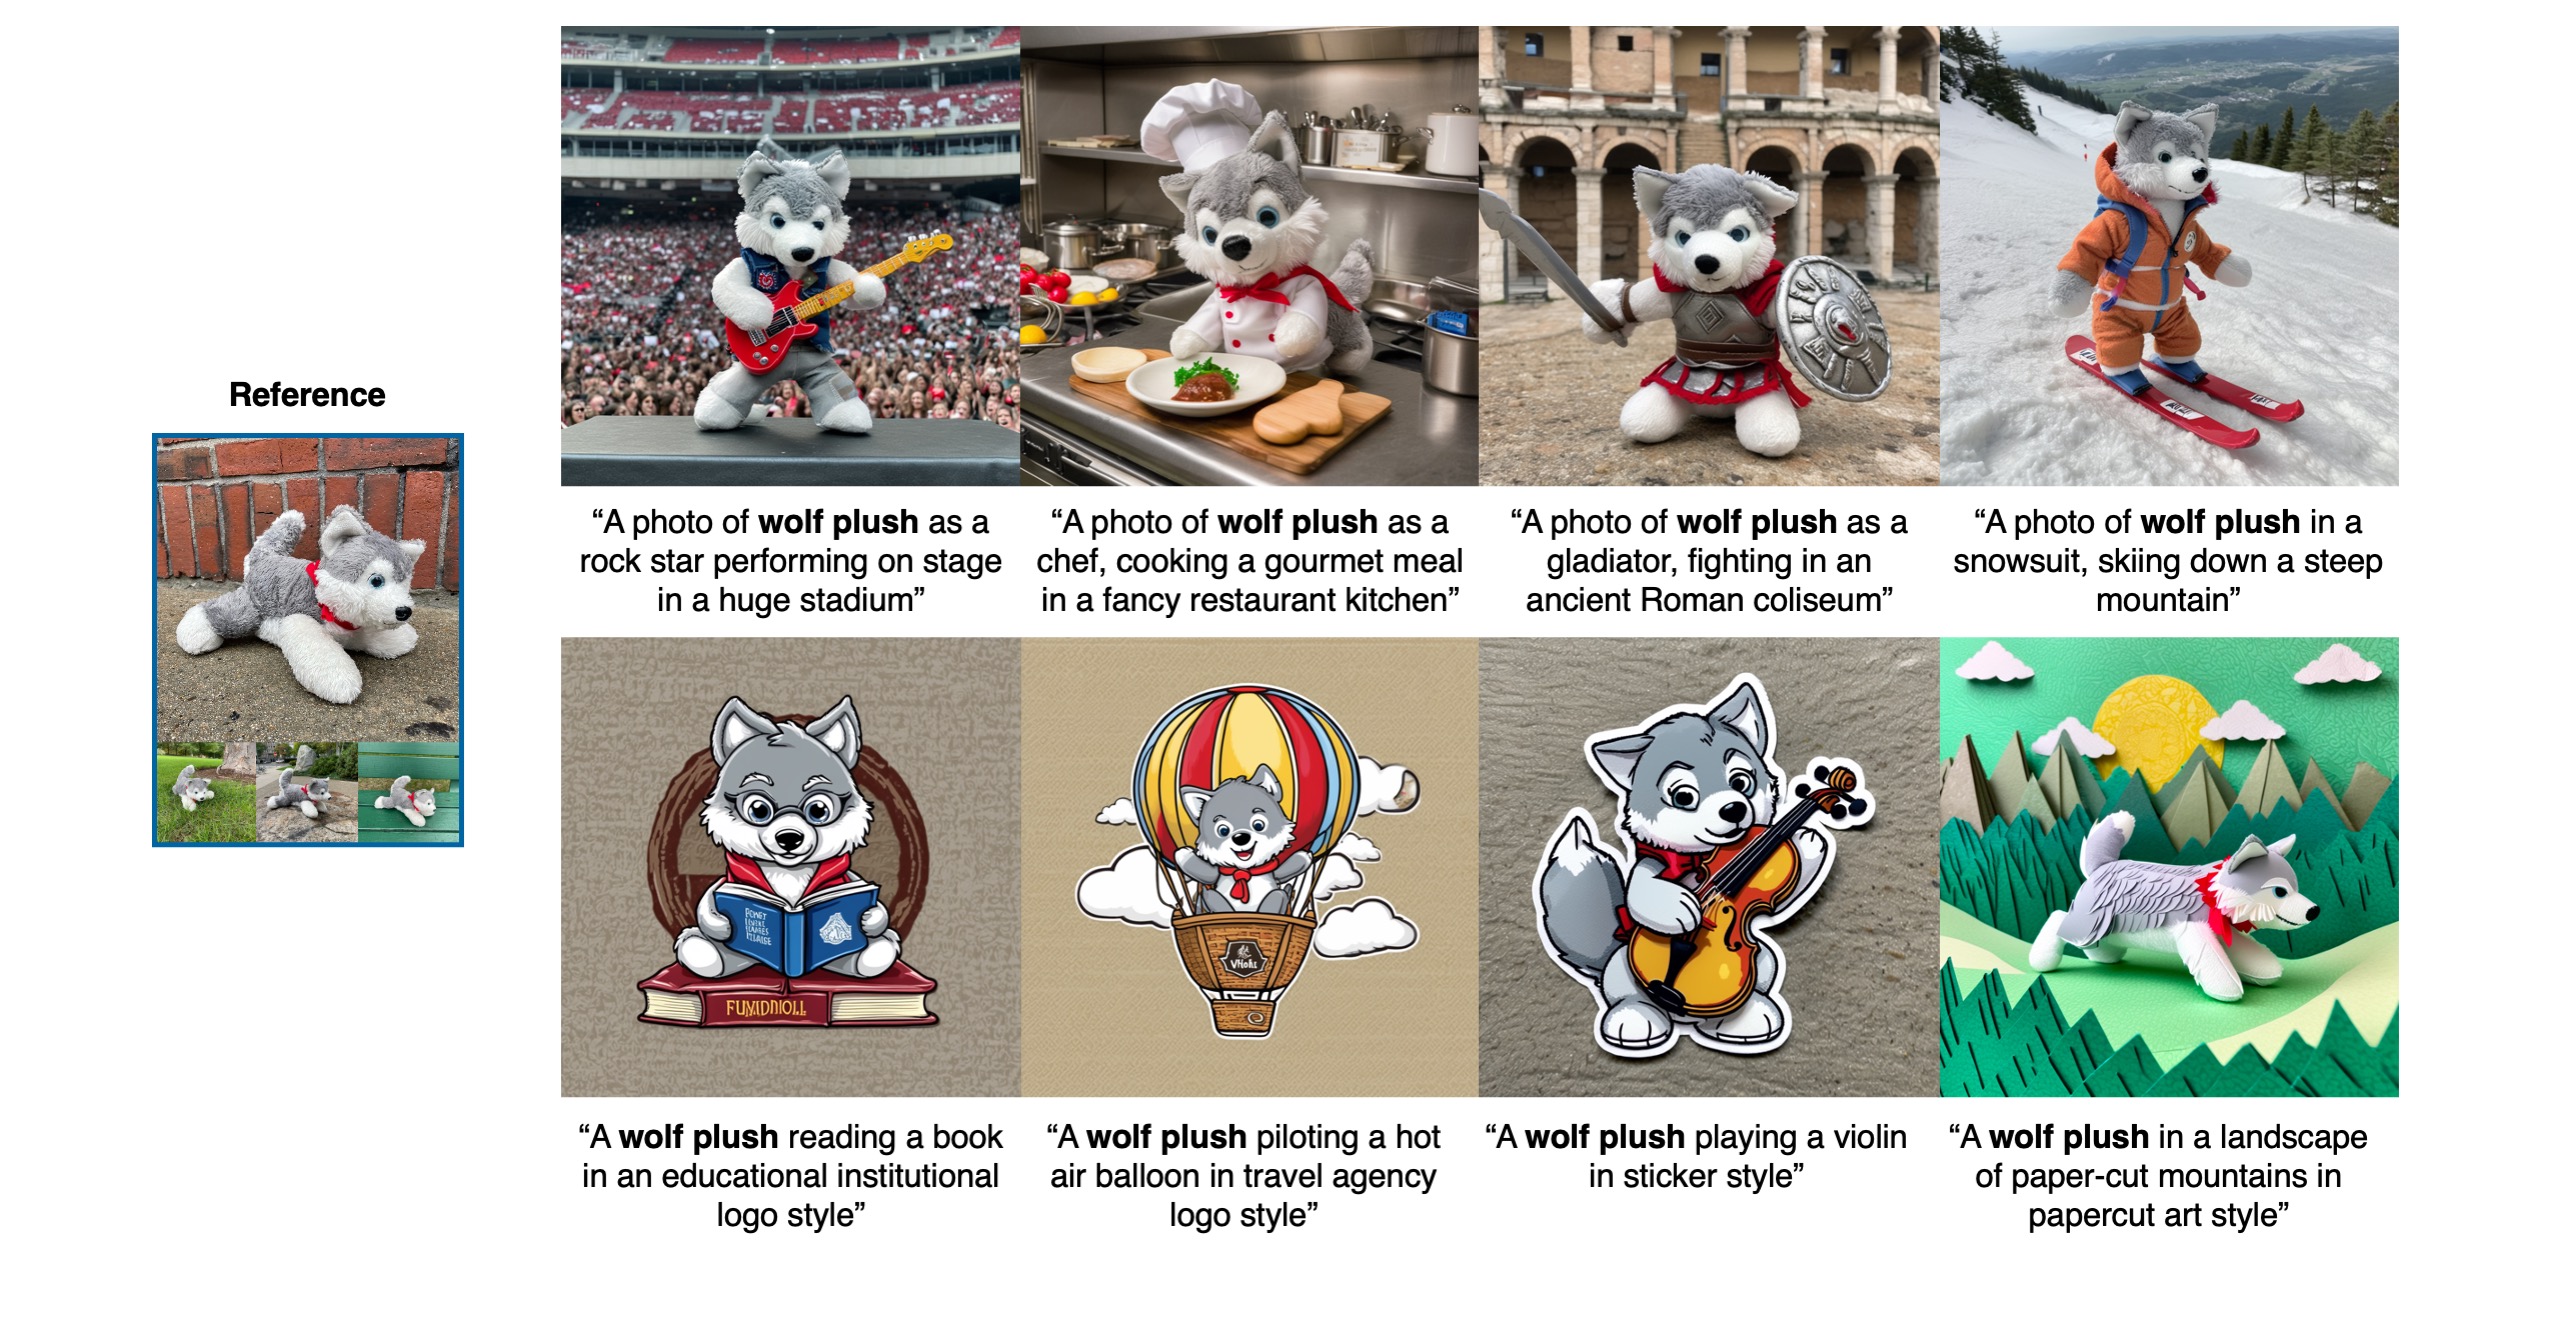 Reference
“A photo of wolf plush as a
rock star performing on stage
in a huge stadium”
“A photo of wolf plush as a
chef, cooking a gourmet meal
in a fancy restaurant kitchen”
“A photo of wolf plush as a
gladiator, fighting in an
ancient Roman coliseum”
“A photo of wolf plush in a
snowsuit, skiing down a steep
mountain”
FUVIDNIOLL
“A wolf plush reading a book
in an educational institutional
logo style”
“A wolf plush piloting a hot
air balloon in travel agency
logo style”
“A wolf plush playing a violin
in sticker style”
“A wolf plush in a landscape
of paper-cut mountains in
papercut art style”